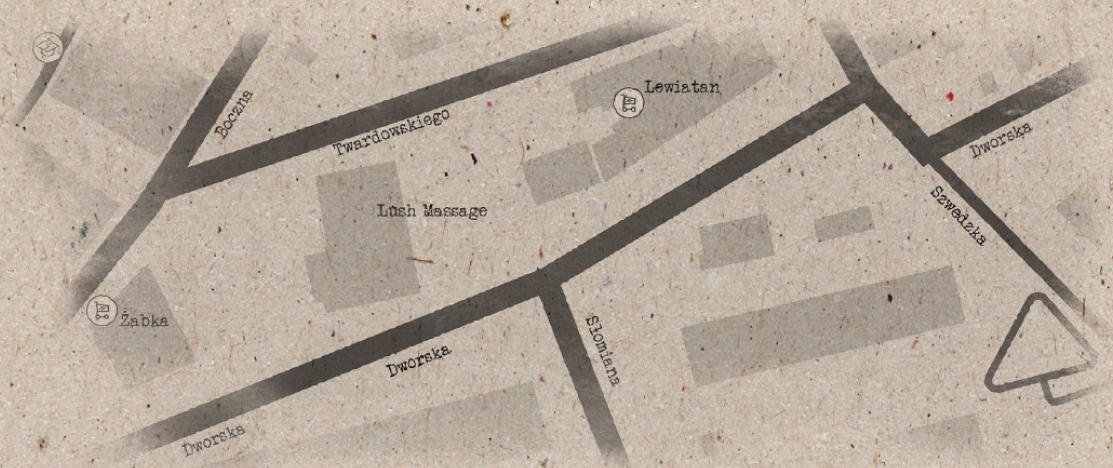 Lewiatan
Boczna
Twardowskiego
Dworska
Lush Massage
Szwedzka
Żabka
Słomiana
Dworska
Dworska